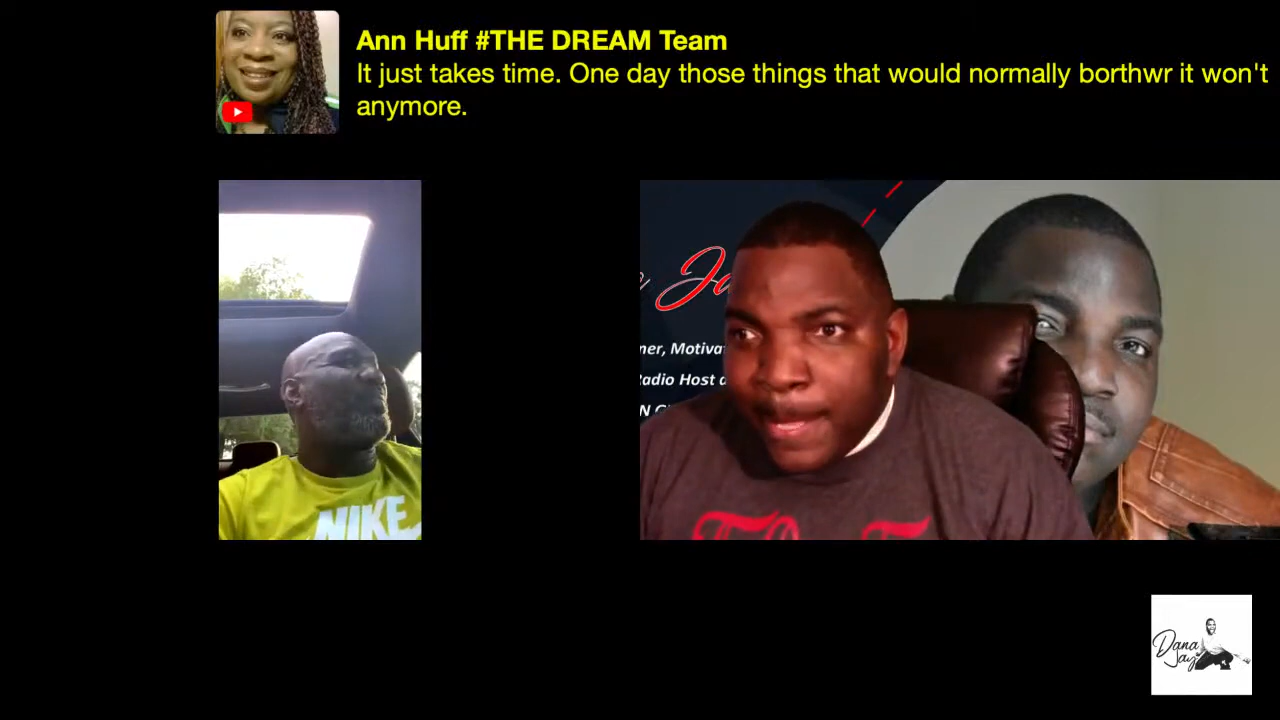 Ann Huff #THE DREAM Team
It just takes time. One day those things that would normally borthwr it won't
anymore.
ner, Motivat
Radio Host a
NIKE
Dana
Jay